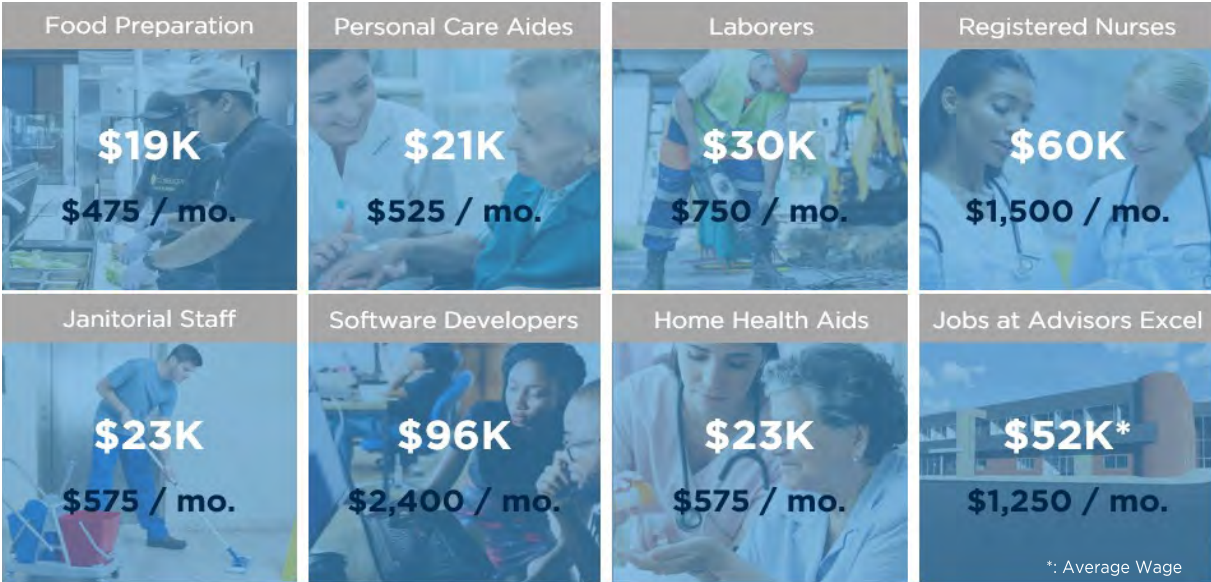 Food Preparation
$19K
$475 / mo.
Personal Care Aides
$21K
$525 / mo.
Laborers
$30K
$750 / mo.
Registered Nurses
$60K
$1,500 / mo.
Janitorial Staff
$23K
$575 / mo.
Software Developers
$96K
$2,400 / mo.
Home Health Aids
$23K
$575 / mo.
Jobs at Advisors Excel
$52K*
$1,250 / mo.
*: Average Wage